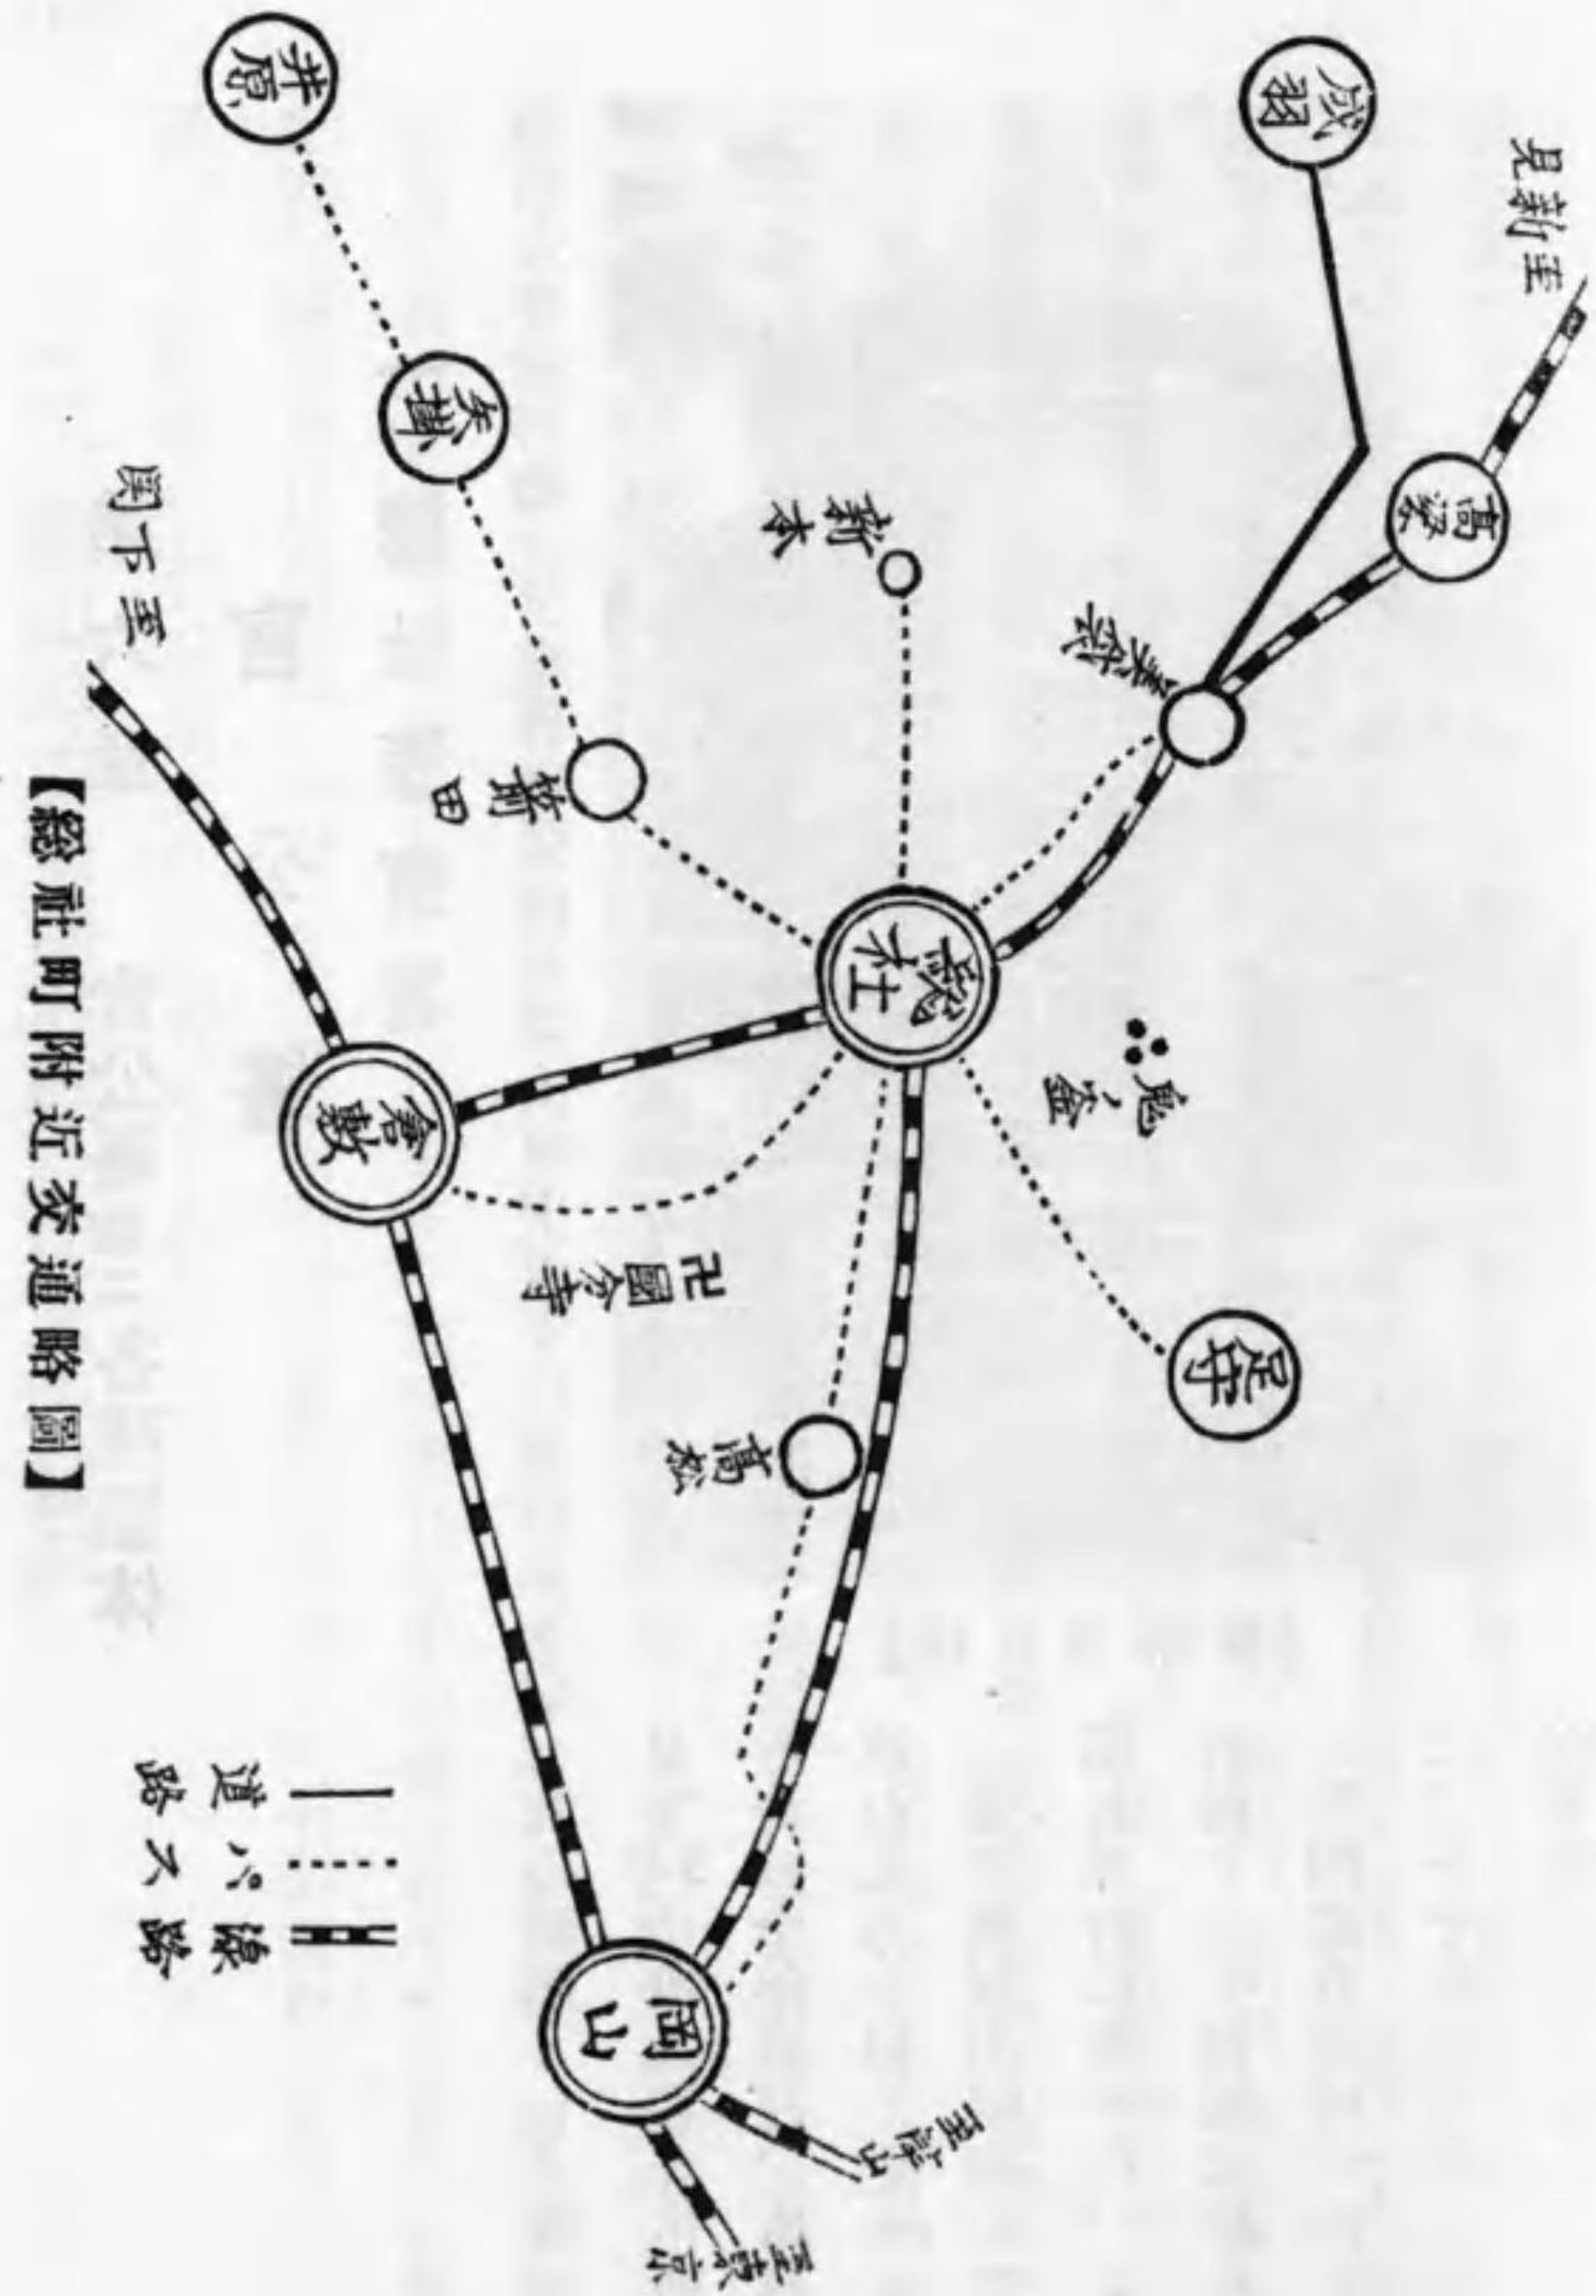 至新見
成羽
高梁
美袋
鬼ノ釜
足守
井原
矢掛
新本
箭田
總社
高松
卍國分寺
倉敷
岡山
至下関
至津山
至東京
道路
バス
線路
【總社町附近交通略圖】